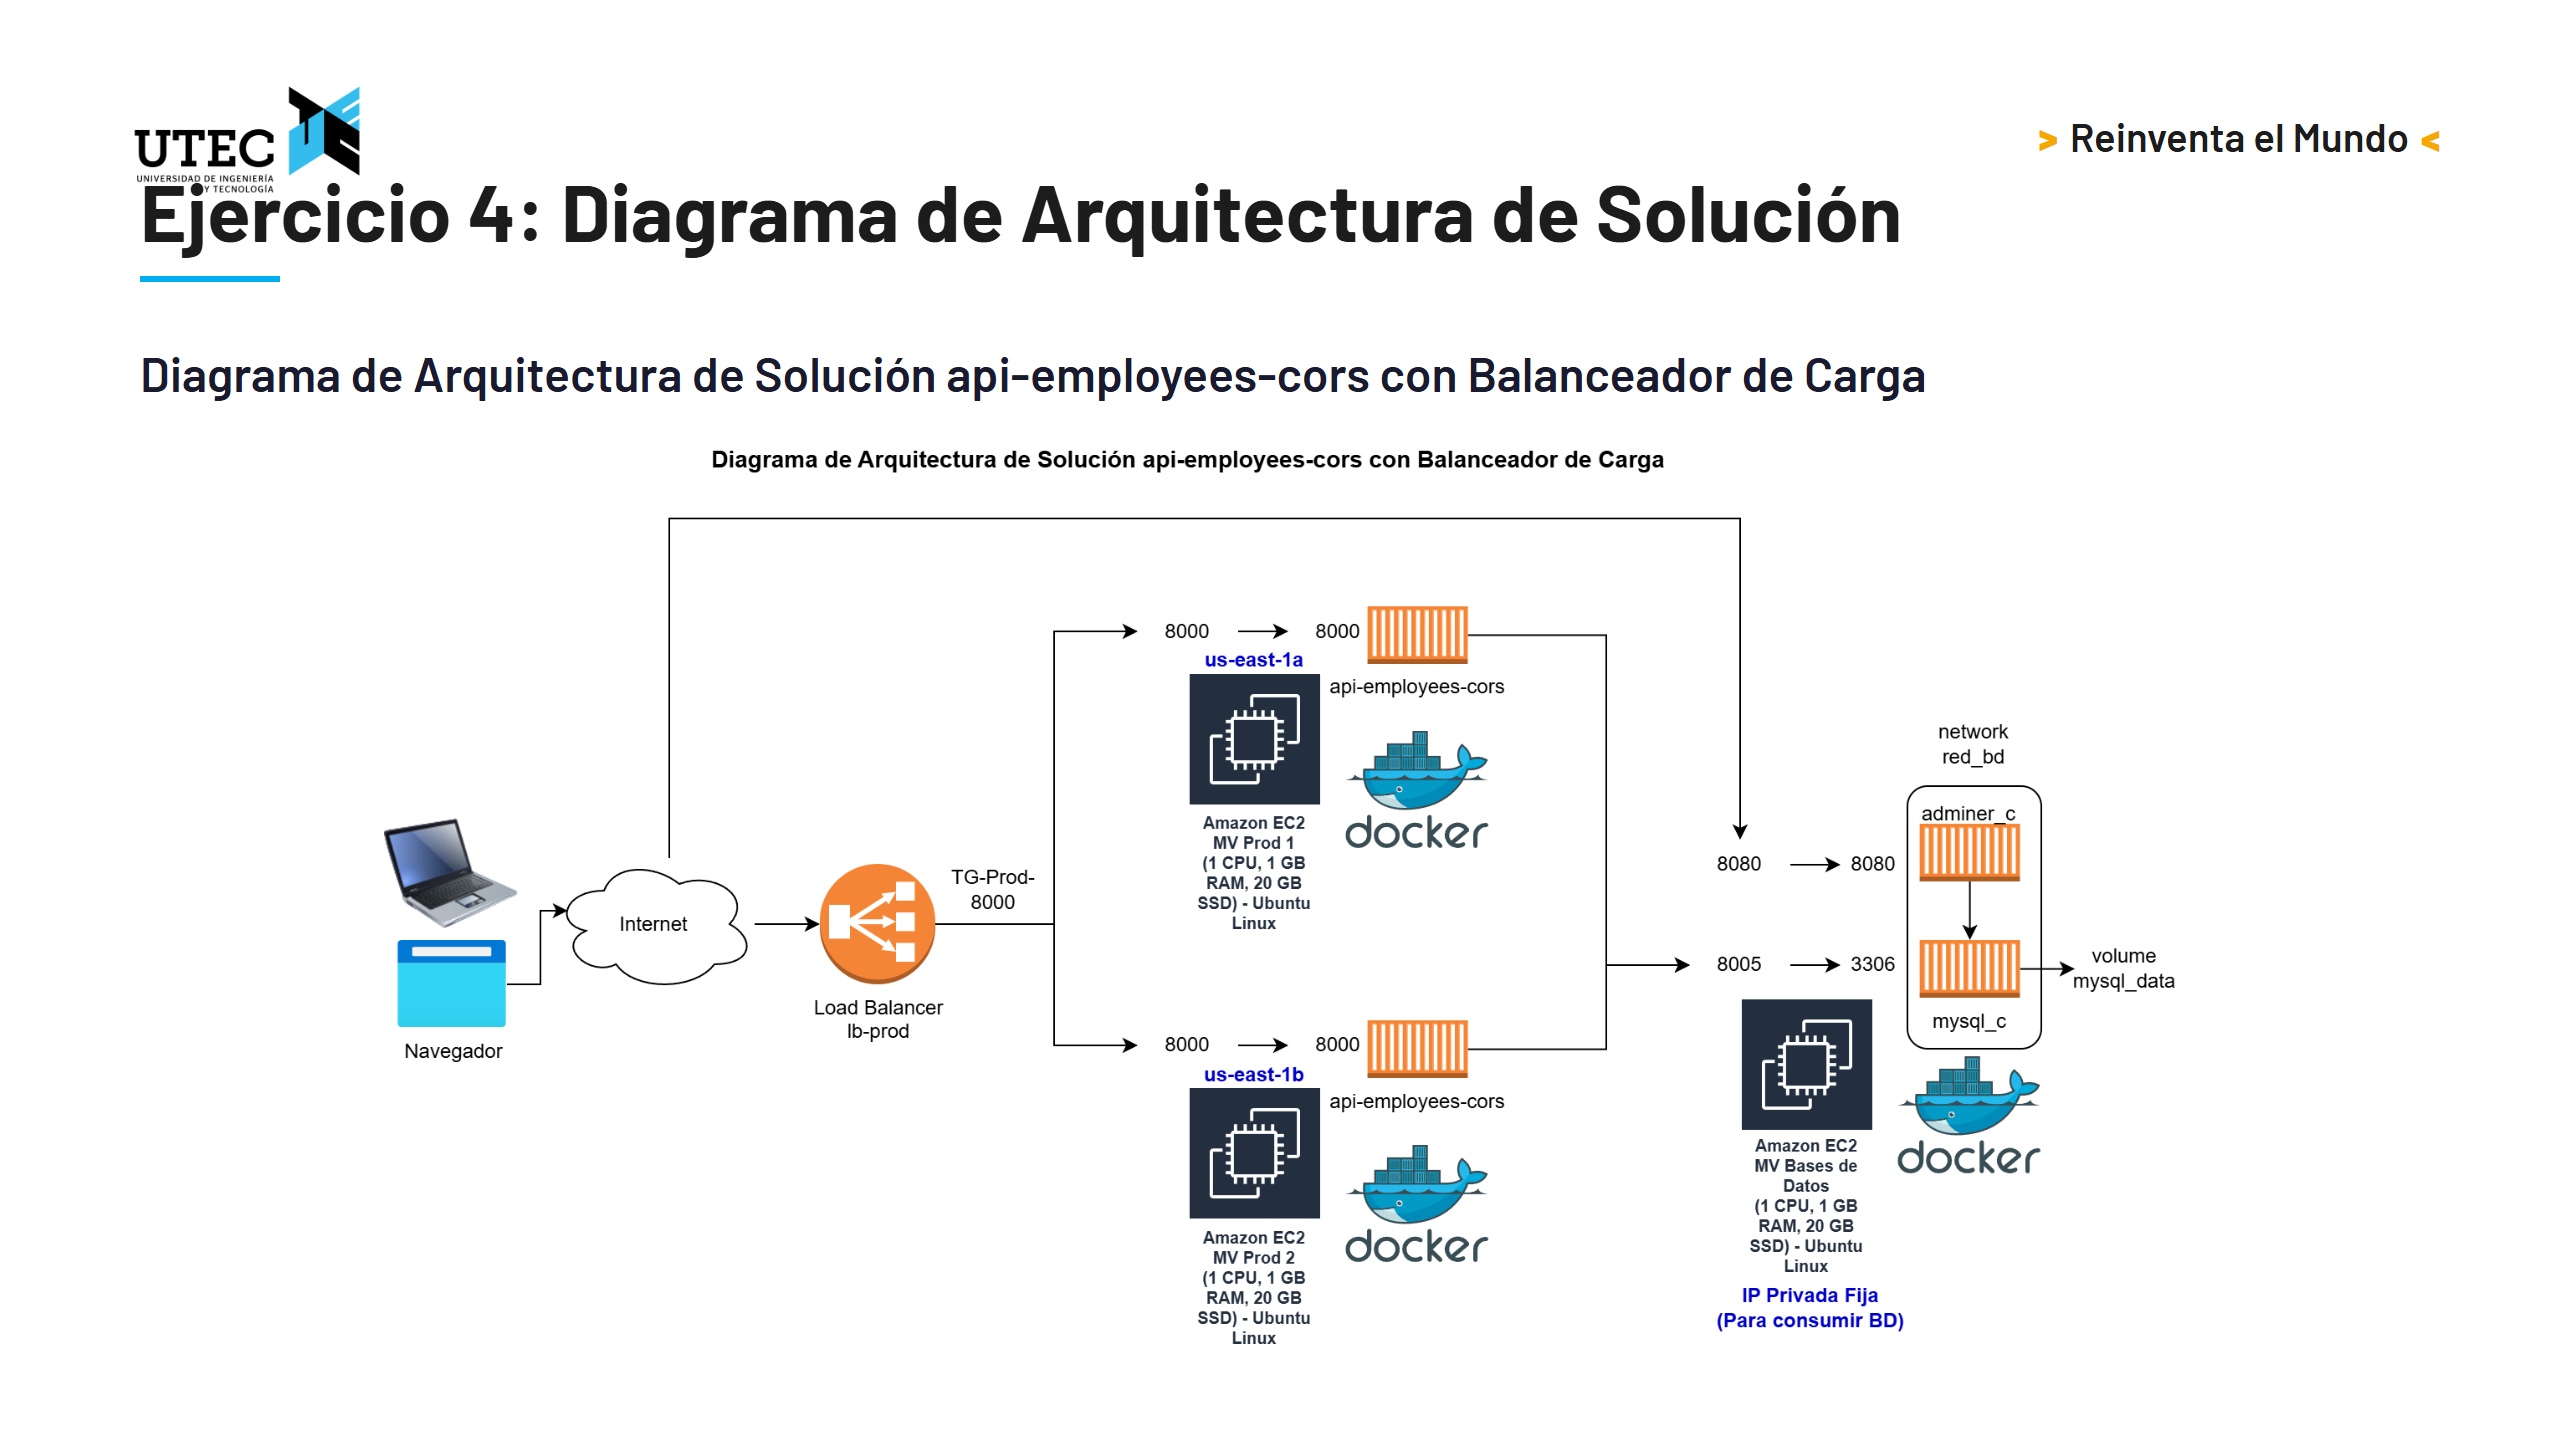 UTEC
UNIVERSIDAD DE INGENIERÍA
Y TECNOLOGÍA
> Reinventa el Mundo <
Ejercicio 4: Diagrama de Arquitectura de Solución
Diagrama de Arquitectura de Solución api-employees-cors con Balanceador de Carga
Diagrama de Arquitectura de Solución api-employees-cors con Balanceador de Carga
Navegador
Internet
Load Balancer
lb-prod
TG-Prod-
8000
8000
8000
us-east-1a
api-employees-cors
Amazon EC2
MV Prod 1
(1 CPU, 1 GB
RAM, 20 GB
SSD) - Ubuntu
Linux
docker
8000
8000
us-east-1b
api-employees-cors
Amazon EC2
MV Prod 2
(1 CPU, 1 GB
RAM, 20 GB
SSD) - Ubuntu
Linux
docker
network
red_bd
adminer_c
8080
8080
8005
3306
mysql_c
volume
mysql_data
Amazon EC2
MV Bases de
Datos
(1 CPU, 1 GB
RAM, 20 GB
SSD) - Ubuntu
Linux
docker
IP Privada Fija
(Para consumir BD)